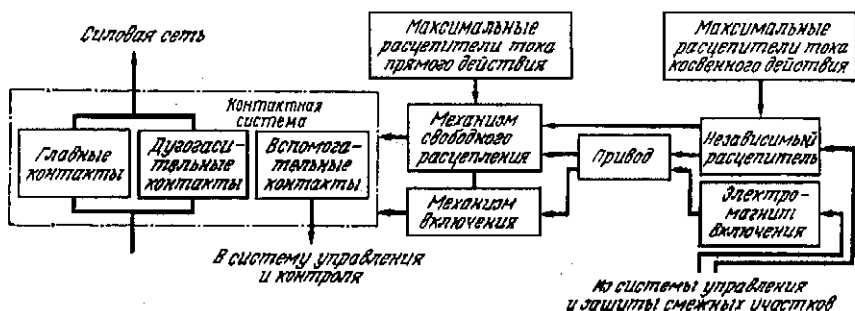 Силовая сеть
Максимальные
расцепители тока
прямого действия
Максимальные
расцепители тока
косвенного действия
Контактная
система
Главные
контакты
Дугогаси-
тельные
контакты
Вспомога-
тельные
контакты
Механизм
свободного
расцепления
Механизм
включения
Привод
Независимый
расцепитель
Электро-
магнит
включения
В систему управления
и контроля
Из системы управления
и защиты смежных участков